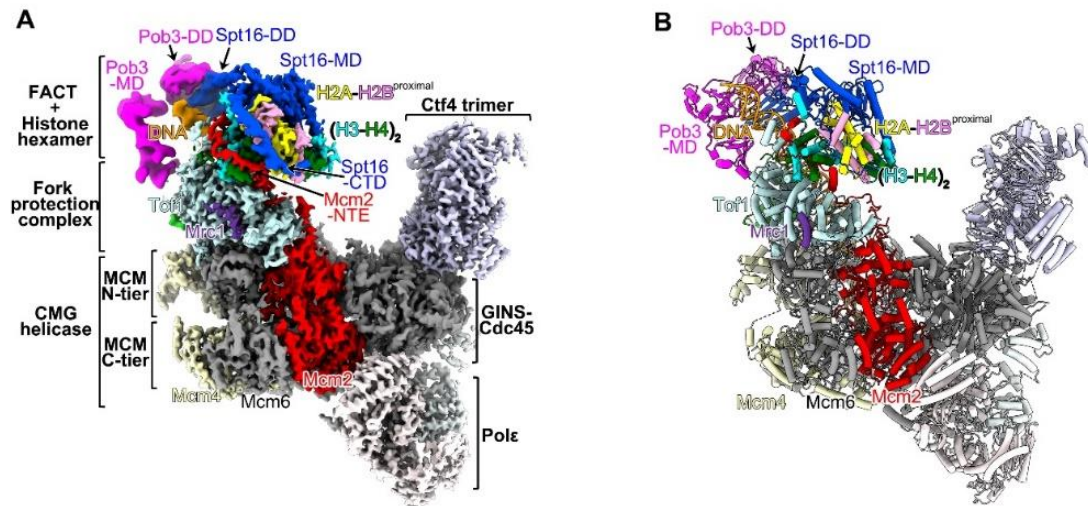 A
Pob3-DD
Spt16-DD
Pob3
-MD
Spt16-MD
FACT
+
Histone
hexamer
H2A-H2B proximal
Ctf4 trimer
DNA
(H3-H4)2
Spt16
-CTD
Fork
protection
complex
Mcm2
-NTE
Tof1
Mrc1
MCM
N-tier
CMG
helicase
MCM
C-tier
GINS-
Cdc45
Mcm4
Mcm6
Mcm2
Polε
B
Pob3-DD
Spt16-DD
Spt16-MD
Pob3-
MD
DNA
H2A-H2B proximal
(H3-H4)2
Tof1
Mrc1
Mcm4
Mcm6
Mcm2